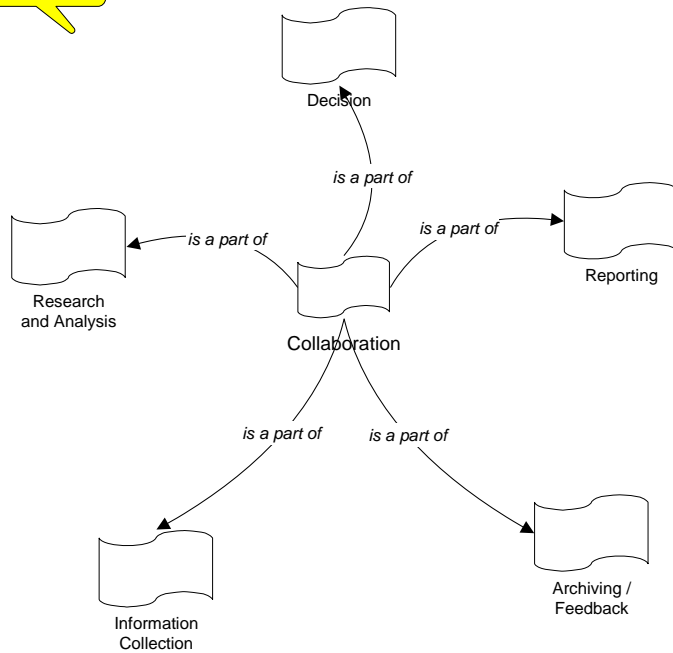 Decision
is a part of
is a part of
is a part of
Reporting
Research
and Analysis
Collaboration
is a part of
is a part of
Archiving /
Feedback
Information
Collection